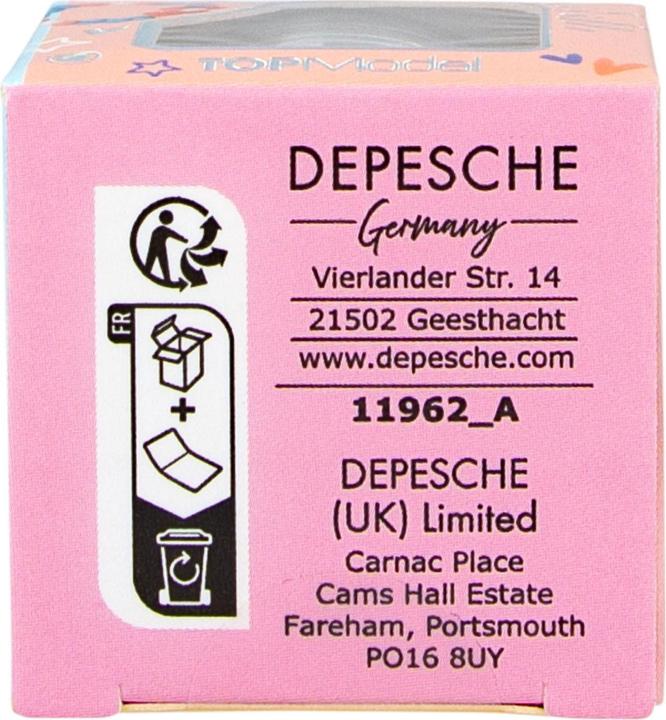 TOPModel
DEPESCHE
Germany
Vierlander Str. 14
21502 Geesthacht
www.depesche.com
11962_A
DEPESCHE
(UK) Limited
Carnac Place
Cams Hall Estate
Fareham, Portsmouth
PO16 8UY
FR
+